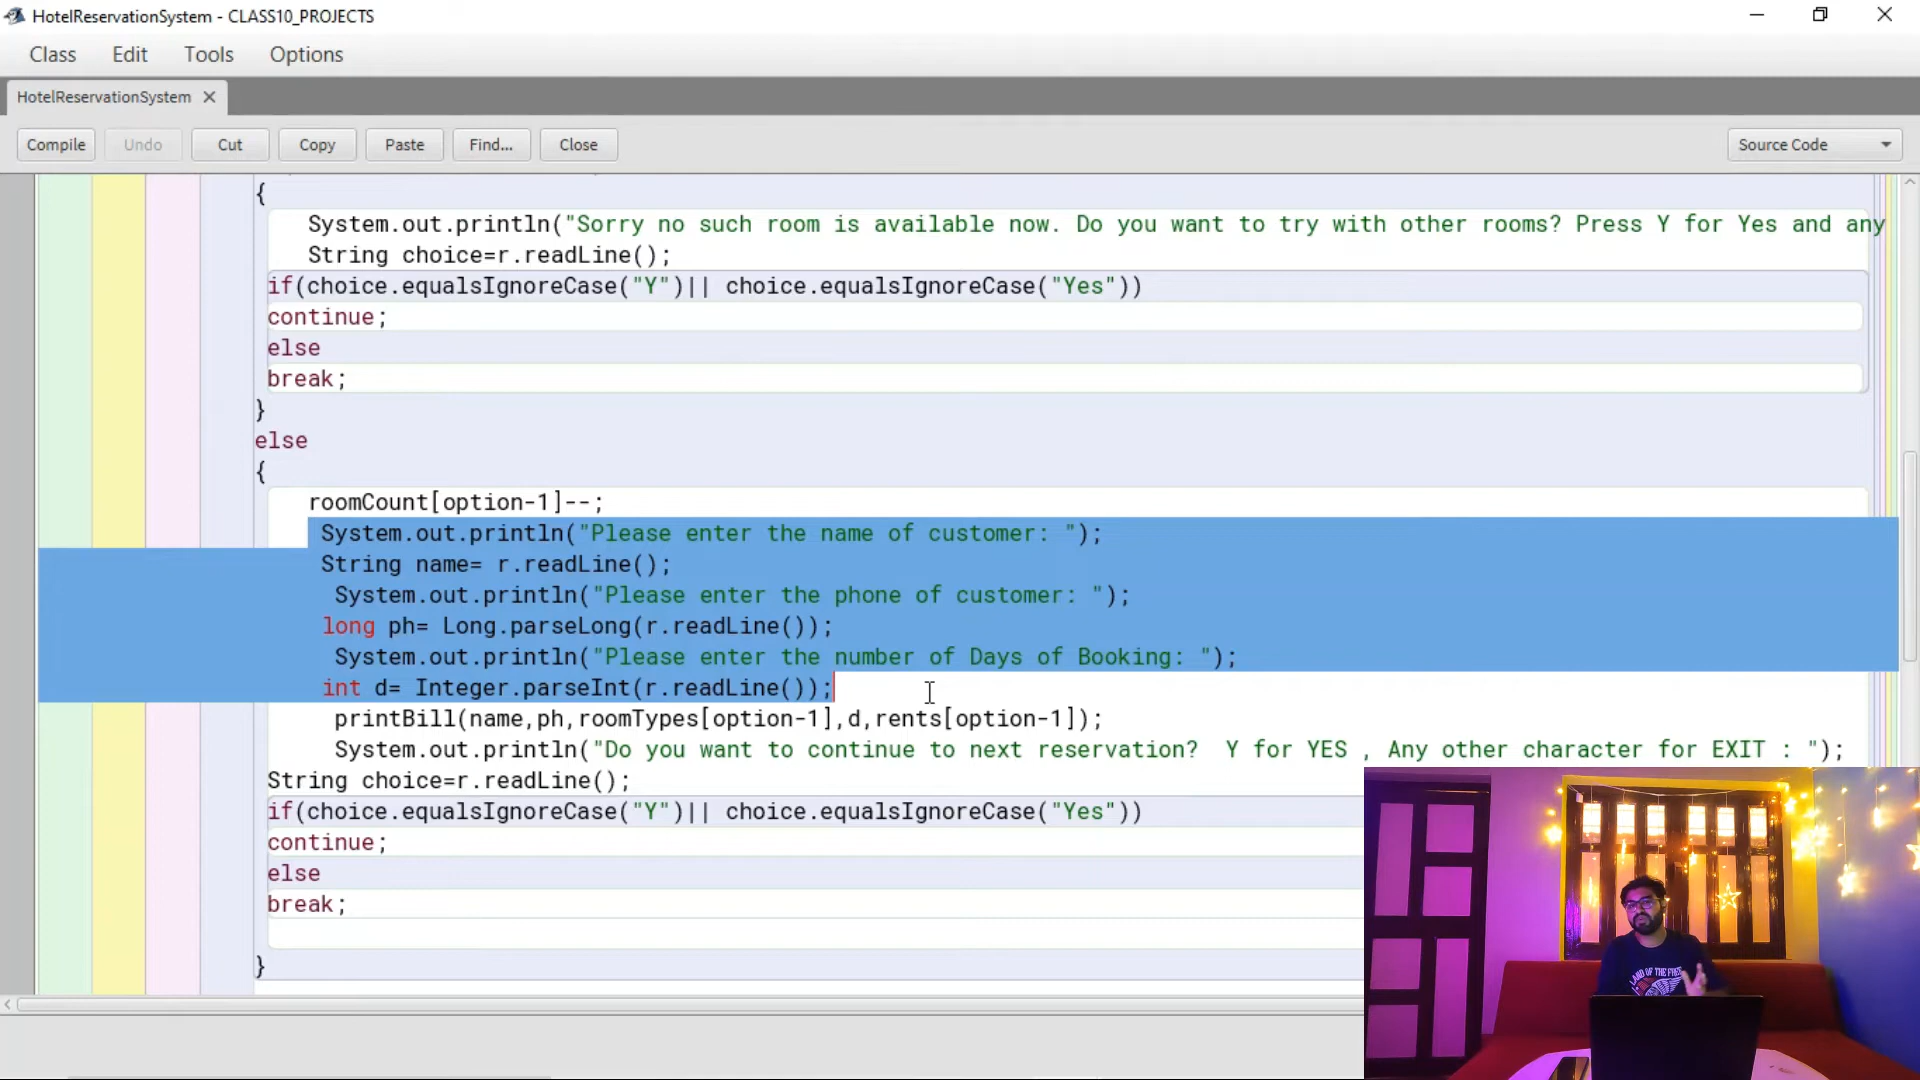 HotelReservationSystem - CLASS10_PROJECTS
Class Edit Tools Options
HotelReservationSystem
Compile Undo Cut Copy Paste Find... Close Source Code
{
System.out.println("Sorry no such room is available now. Do you want to try with other rooms? Press Y for Yes and any
String choice=r.readLine();
if(choice.equalsIgnoreCase("Y")|| choice.equalsIgnoreCase("Yes"))
continue;
else
break;
}
else
{
roomCount[option-1]--;
System.out.println("Please enter the name of customer: ");
String name= r.readLine();
System.out.println("Please enter the phone of customer: ");
long ph= Long.parseLong(r.readLine());
System.out.println("Please enter the number of Days of Booking: ");
int d= Integer.parseInt(r.readLine());
printBill(name,ph,roomTypes[option-1],d,rents[option-1]);
System.out.println("Do you want to continue to next reservation?  Y for YES , Any other character for EXIT : ");
String choice=r.readLine();
if(choice.equalsIgnoreCase("Y")|| choice.equalsIgnoreCase("Yes"))
continue;
else
break;
}
LAND OF THE FREE